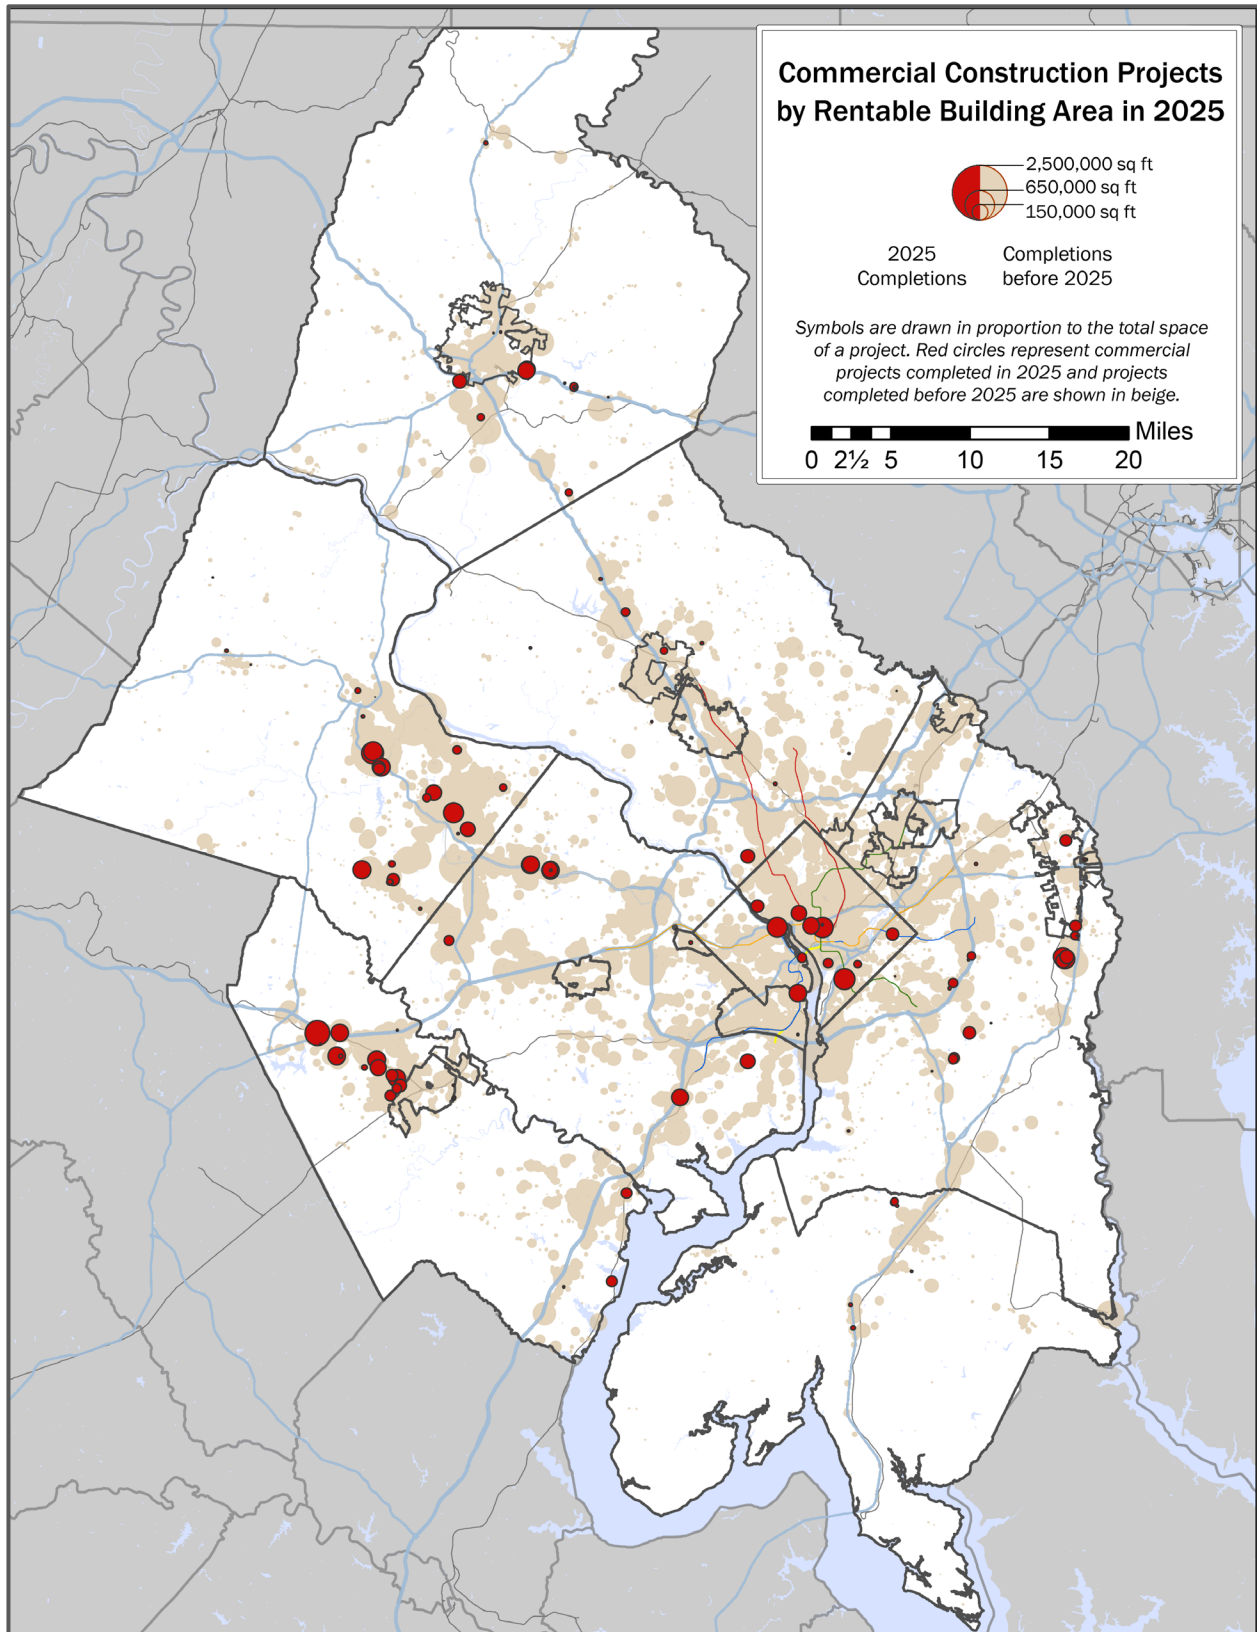 Commercial Construction Projects
by Rentable Building Area in 2025
2,500,000 sq ft
650,000 sq ft
150,000 sq ft
2025
Completions
Completions
before 2025
Symbols are drawn in proportion to the total space
of a project. Red circles represent commercial
projects completed in 2025 and projects
completed before 2025 are shown in beige.
Miles
0 2½ 5 10 15 20